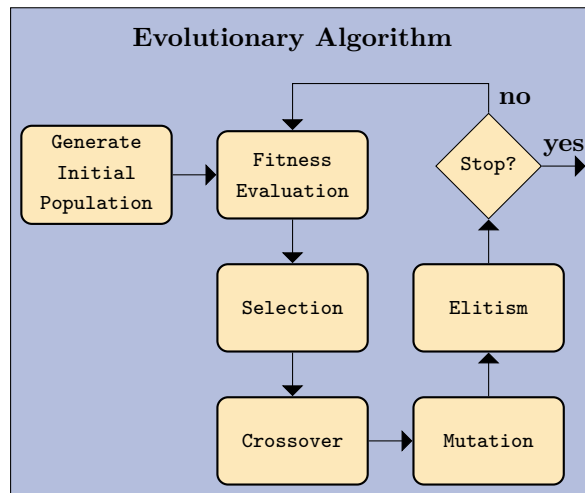 Evolutionary Algorithm
no
Generate
Initial
Population
Fitness
Evaluation
Stop?
yes
Selection
Elitism
Crossover
Mutation